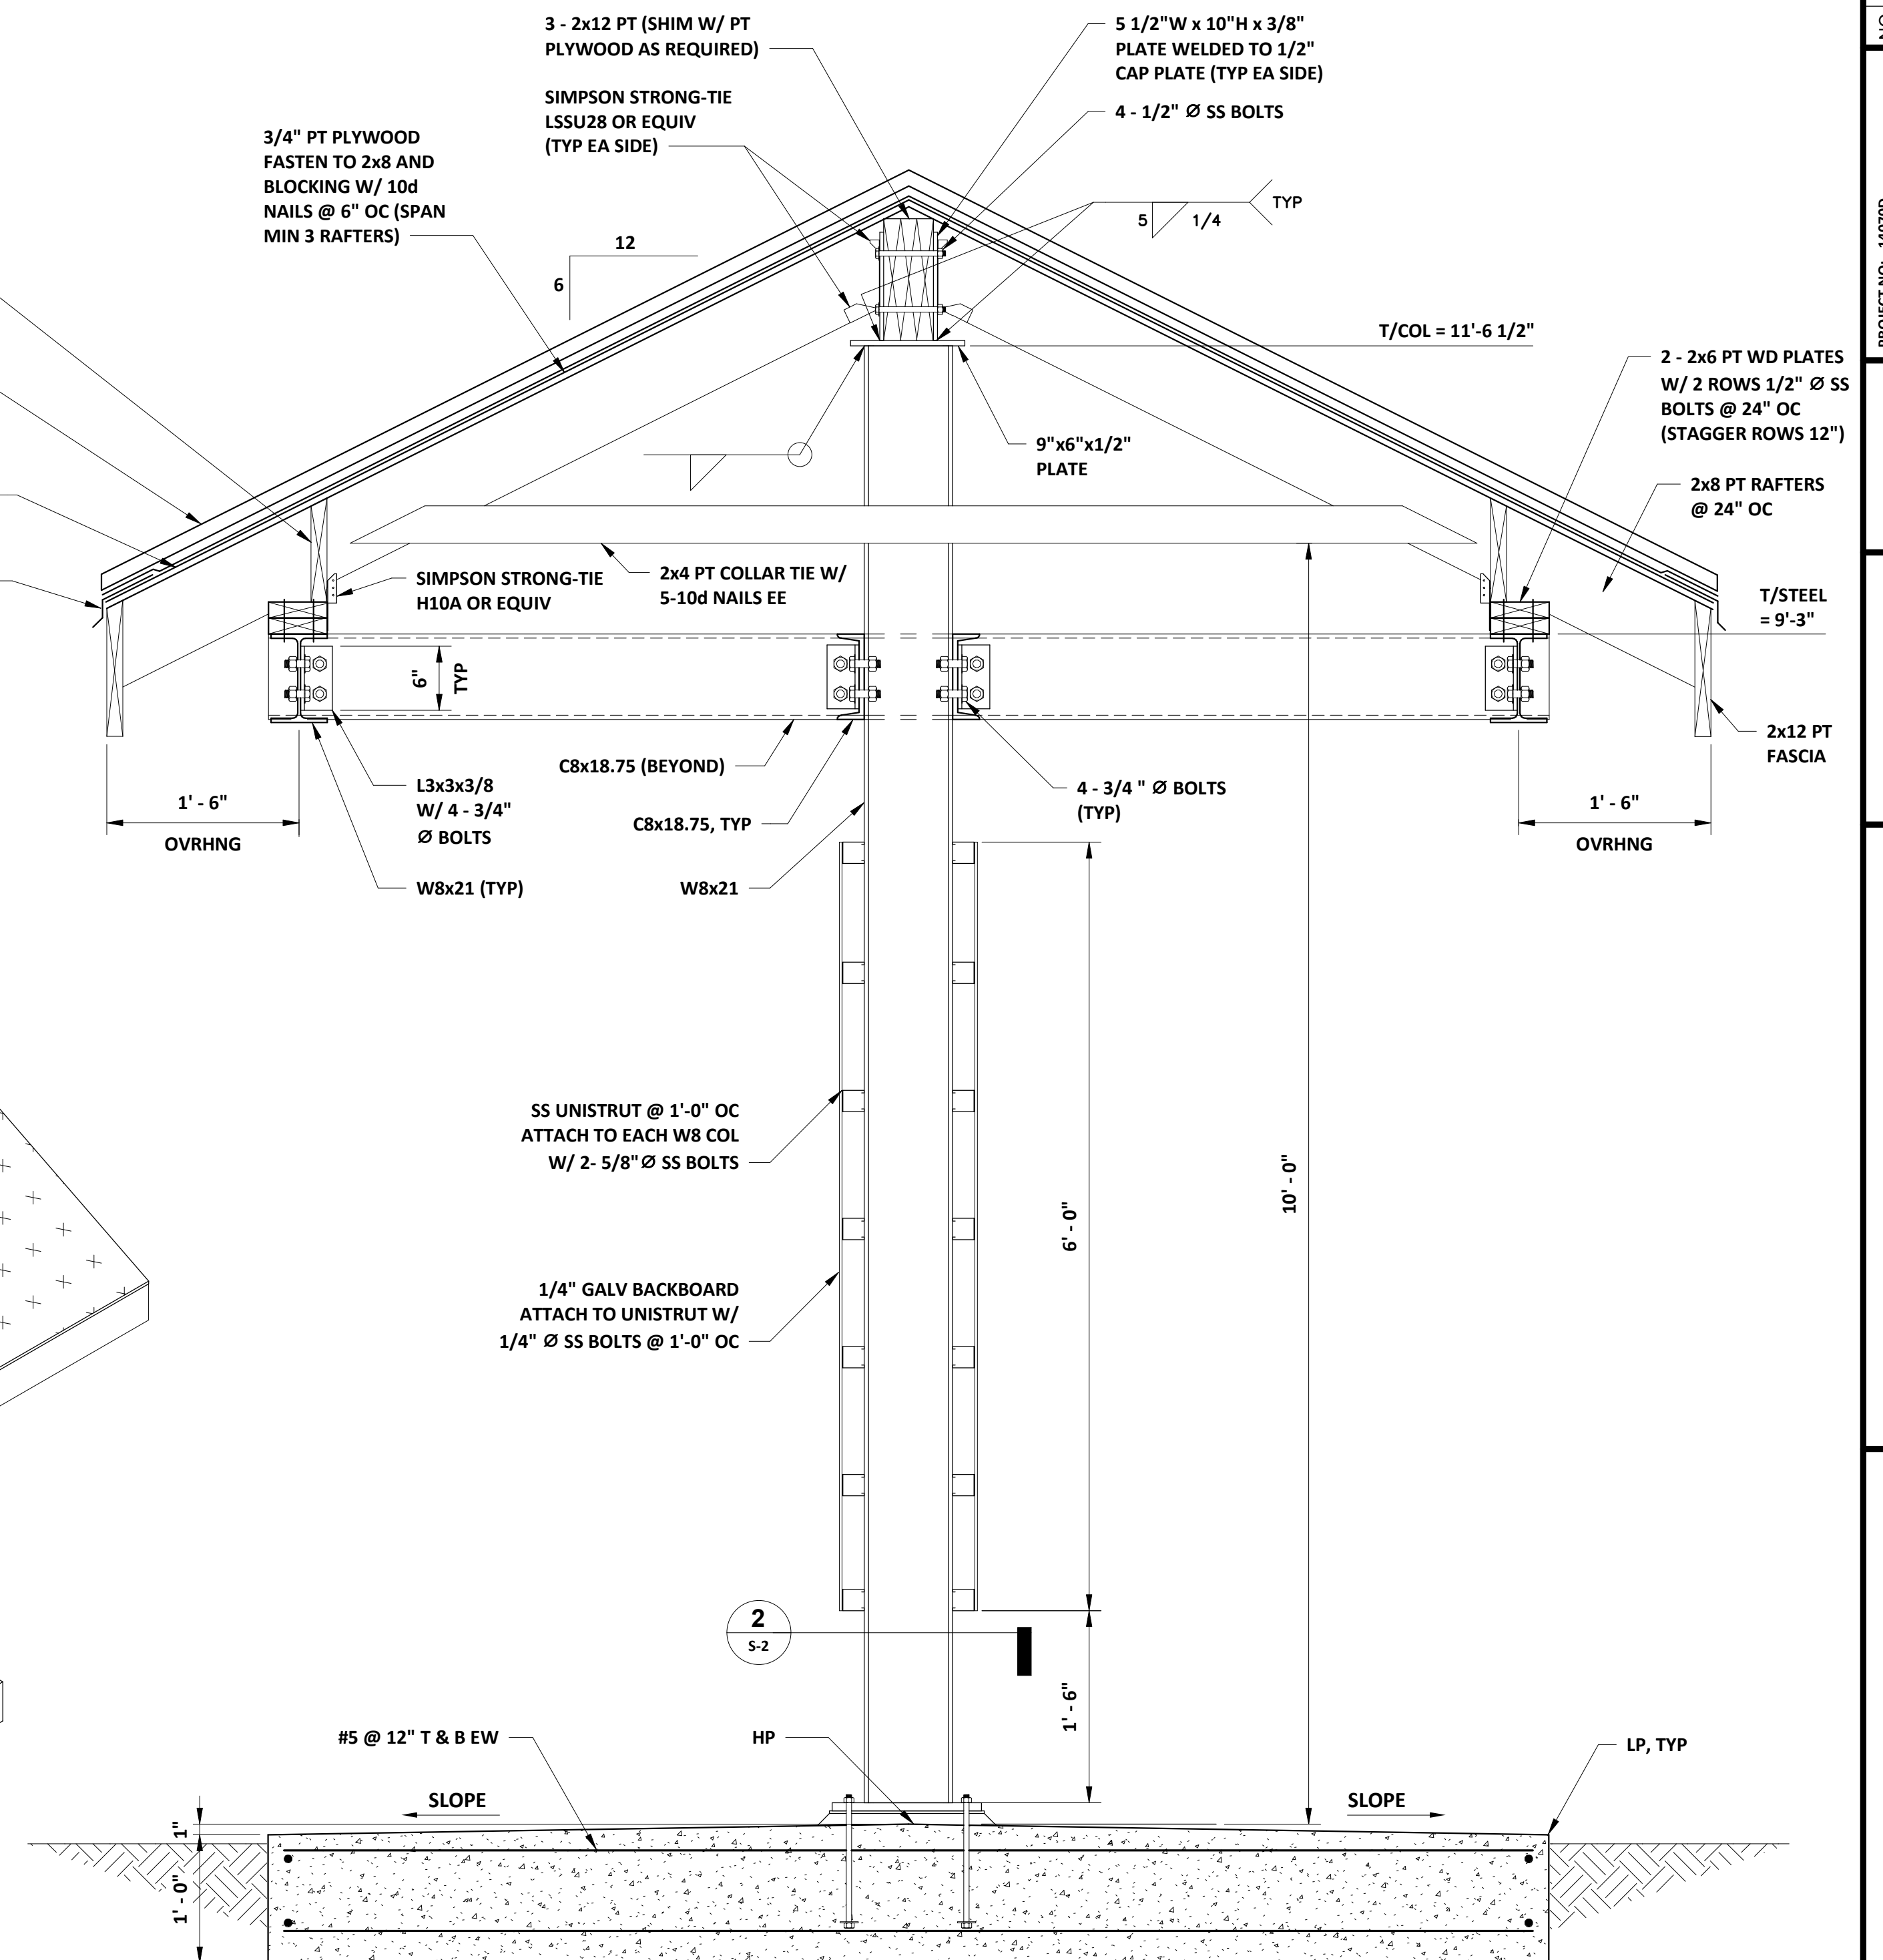 3 - 2x12 PT (SHIM W/ PT
PLYWOOD AS REQUIRED)
5 1/2"W x 10"H x 3/8"
PLATE WELDED TO 1/2"
CAP PLATE (TYP EA SIDE)
SIMPSON STRONG-TIE
LSSU28 OR EQUIV
(TYP EA SIDE)
4 - 1/2" Ø SS BOLTS
3/4" PT PLYWOOD
FASTEN TO 2x8 AND
BLOCKING W/ 10d
NAILS @ 6" OC (SPAN
MIN 3 RAFTERS)
12
6
5
1/4
TYP
T/COL = 11'-6 1/2"
2 - 2x6 PT WD PLATES
W/ 2 ROWS 1/2" Ø SS
BOLTS @ 24" OC
(STAGGER ROWS 12")
9"x6"x1/2"
PLATE
2x8 PT RAFTERS
@ 24" OC
SIMPSON STRONG-TIE
H10A OR EQUIV
2x4 PT COLLAR TIE W/
5-10d NAILS EE
T/STEEL
= 9'-3"
6"
TYP
2x12 PT
FASCIA
C8x18.75 (BEYOND)
L3x3x3/8
W/ 4 - 3/4"
Ø BOLTS
4 - 3/4 " Ø BOLTS
(TYP)
1' - 6"
OVRHNG
C8x18.75, TYP
1' - 6"
OVRHNG
W8x21 (TYP)
W8x21
SS UNISTRUT @ 1'-0" OC
ATTACH TO EACH W8 COL
W/ 2- 5/8"Ø SS BOLTS
10' - 0"
6' - 0"
1/4" GALV BACKBOARD
ATTACH TO UNISTRUT W/
1/4" Ø SS BOLTS @ 1'-0" OC
2
S-2
1' - 6"
#5 @ 12" T & B EW
HP
LP, TYP
SLOPE
SLOPE
1"
1' - 0"
PROJECT NO: